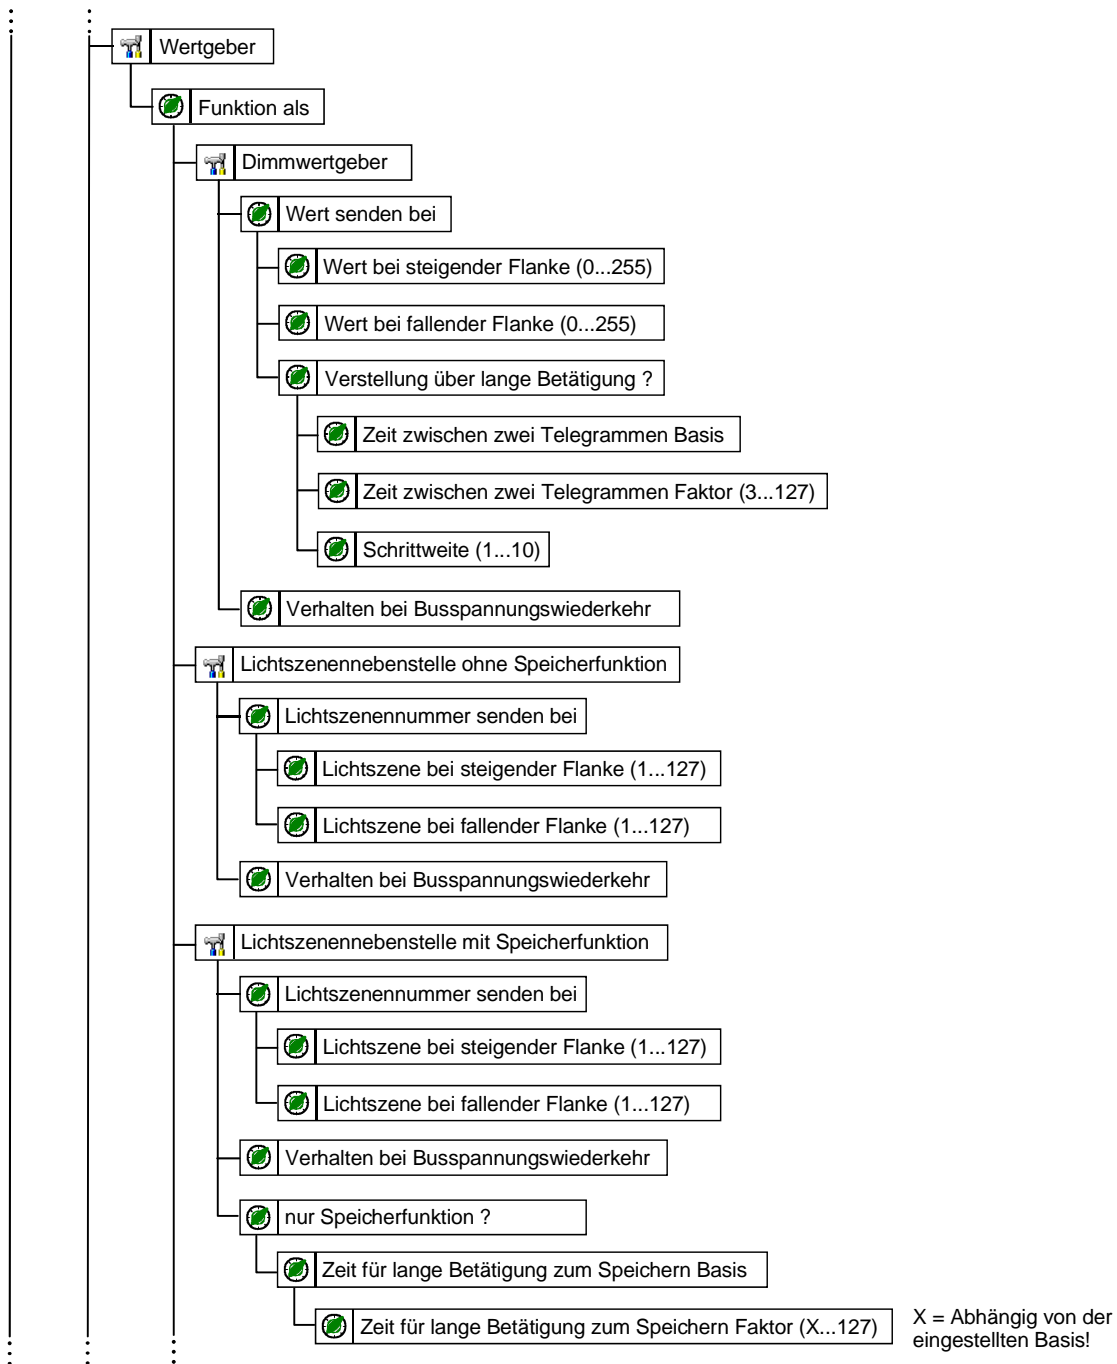 Wertgeber
Funktion als
Dimmwertgeber
Wert senden bei
Wert bei steigender Flanke (0...255)
Wert bei fallender Flanke (0...255)
Verstellung über lange Betätigung ?
Zeit zwischen zwei Telegrammen Basis
Zeit zwischen zwei Telegrammen Faktor (3...127)
Schrittweite (1...10)
Verhalten bei Busspannungswiederkehr
Lichtszenennebenstelle ohne Speicherfunktion
Lichtszenennummer senden bei
Lichtszene bei steigender Flanke (1...127)
Lichtszene bei fallender Flanke (1...127)
Verhalten bei Busspannungswiederkehr
Lichtszenennebenstelle mit Speicherfunktion
Lichtszenennummer senden bei
Lichtszene bei steigender Flanke (1...127)
Lichtszene bei fallender Flanke (1...127)
Verhalten bei Busspannungswiederkehr
nur Speicherfunktion ?
Zeit für lange Betätigung zum Speichern Basis
Zeit für lange Betätigung zum Speichern Faktor (X...127)
X = Abhängig von der
eingestellten Basis!